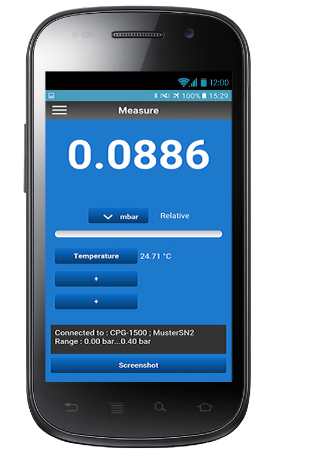 12:00
100% 15:29
Measure
0.0886
mbar Relative
Temperature 24.71 °C
+
+
Connected to : CPG-1500 ; MusterSN2
Range : 0.00 bar...0.40 bar
Screenshot